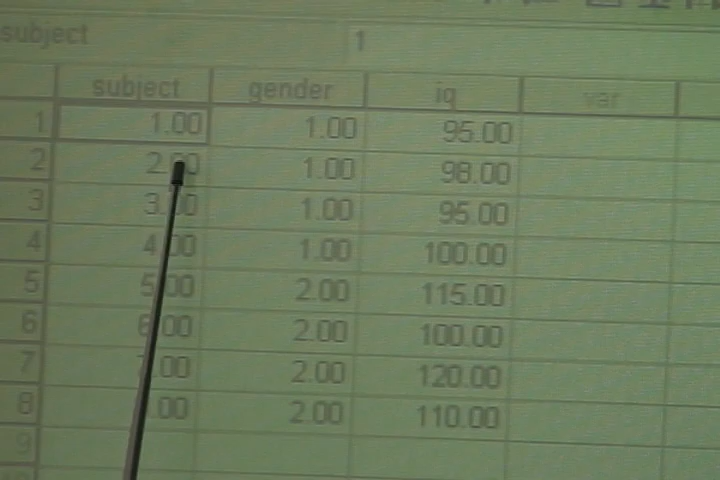 subject 1
subject gender iq var
1 1.00 1.00 95.00
2 2.00 1.00 98.00
3 3.00 1.00 95.00
4 4.00 1.00 100.00
5 5.00 2.00 115.00
6 6.00 2.00 100.00
7 7.00 2.00 120.00
8 .00 2.00 110.00
9